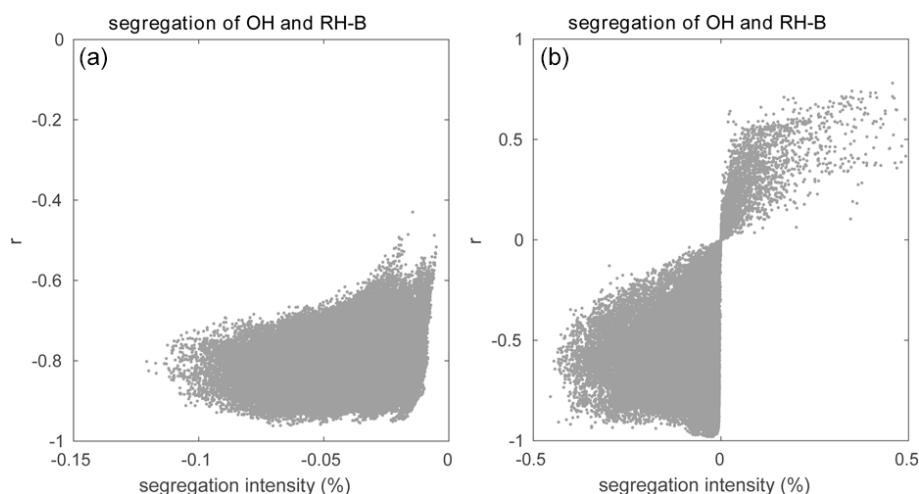 segregation of OH and RH-B
(a)
0
-0.2
-0.4
-0.6
-0.8
-1
r
-0.15
-0.1
-0.05
0
segregation intensity (%)
segregation of OH and RH-B
(b)
1
0.5
0
-0.5
-1
r
-0.5
0
0.5
segregation intensity (%)